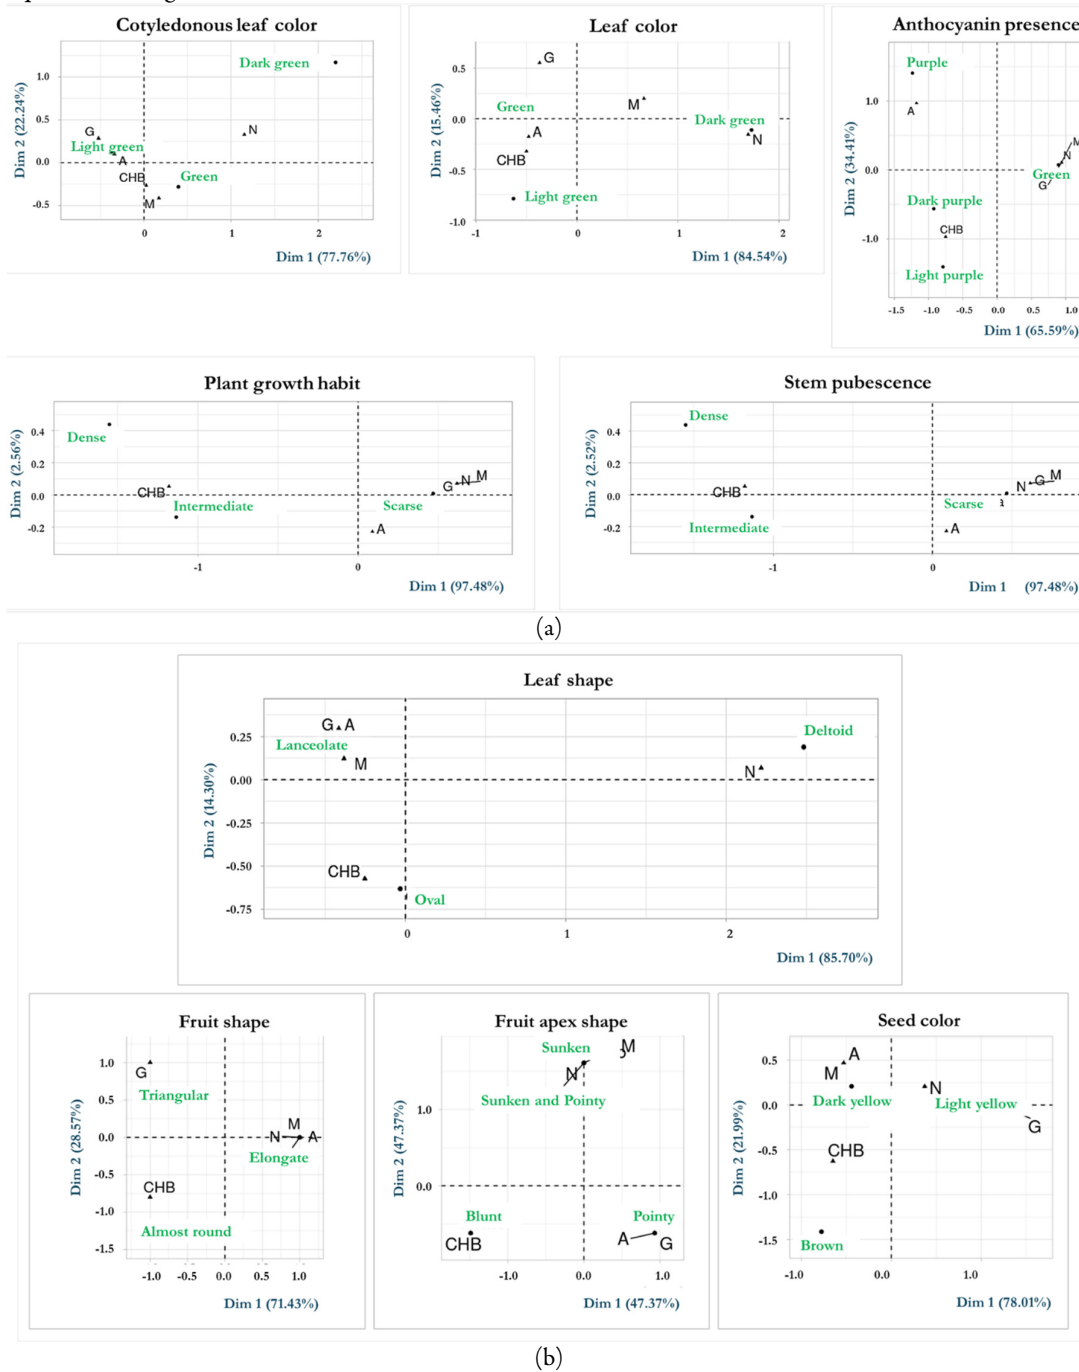 Cotyledonous leaf color
Dark green
1.0
N
G
Light green
0.5
A
0.0
CHB
Green
M
-0.5
0
2
Dim 2 (22.24%)
Dim 1 (77.76%)
Leaf color
G
0.5
M
Green
0.0
Dark green
A
N
CHB
-0.5
Light green
-1.0
-1
0
1
2
Dim 2 (15.46%)
Dim 1 (84.54%)
Anthocyanin presence
Purple
1.0
A
M
N
0.0
Green
G
Dark purple
CHB
-1.0
Light purple
-1.5
-1.0
-0.5
0.0
0.5
1.0
Dim 2 (34.41%)
Dim 1 (65.59%)
Plant growth habit
0.4
Dense
0.2
G
N
M
CHB
0.0
Intermediate
Scarse
-0.2
A
-1
0
Dim 2 (2.56%)
Dim 1 (97.48%)
Stem pubescence
Dense
0.4
0.2
N
G
M
CHB
0.0
Scarse
Intermediate
-0.2
A
-1
0
Dim 2 (2.52%)
Dim 1 (97.48%)
(a)
Leaf shape
G
A
0.25
Lanceolate
Deltoid
M
N
0.00
-0.25
CHB
-0.50
Oval
-0.75
0
1
2
Dim 2 (14.30%)
Dim 1 (85.70%)
Fruit shape
1.0
G
Triangular
0.5
M
0.0
N
A
Elongate
-0.5
CHB
-1.0
Almost round
-1.5
-1.0
-0.5
0.0
0.5
1.0
Dim 2 (28.57%)
Dim 1 (71.43%)
Fruit apex shape
Sunken
M
N
Sunken and Pointy
1.0
0.0
Blunt
Pointy
CHB
A
G
-1.0
0.0
1.0
Dim 2 (47.37%)
Dim 1 (47.37%)
Seed color
A
0.5
M
N
Dark yellow
Light yellow
0.0
G
CHB
-0.5
-1.0
Brown
-1.5
-1.0
0.0
1.0
Dim 2 (21.99%)
Dim 1 (78.01%)
(b)